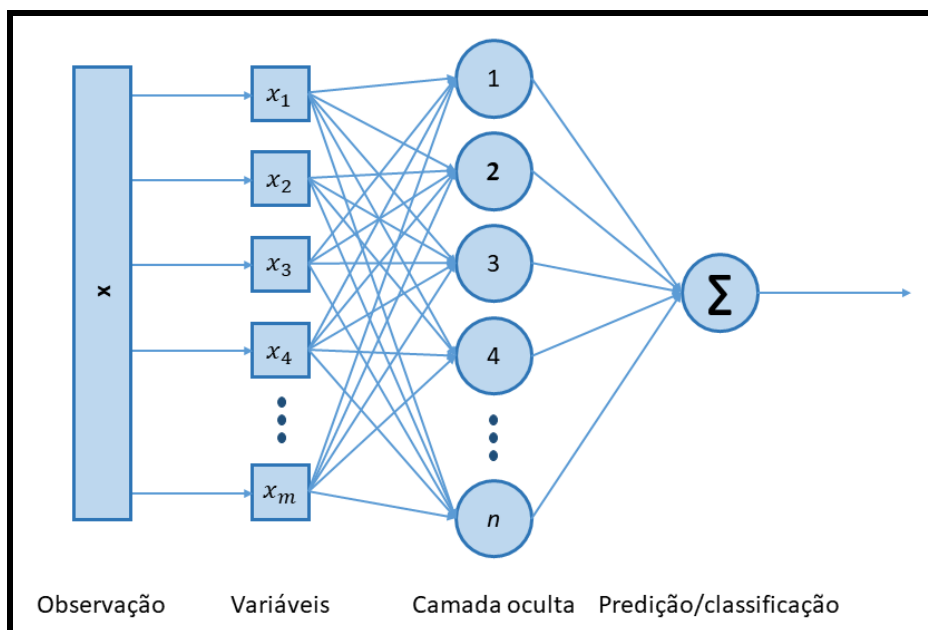 x
x₁
x₂
x₃
x₄
xₘ
1
2
3
4
n
Σ
Observação
Variáveis
Camada oculta
Predição/classificação